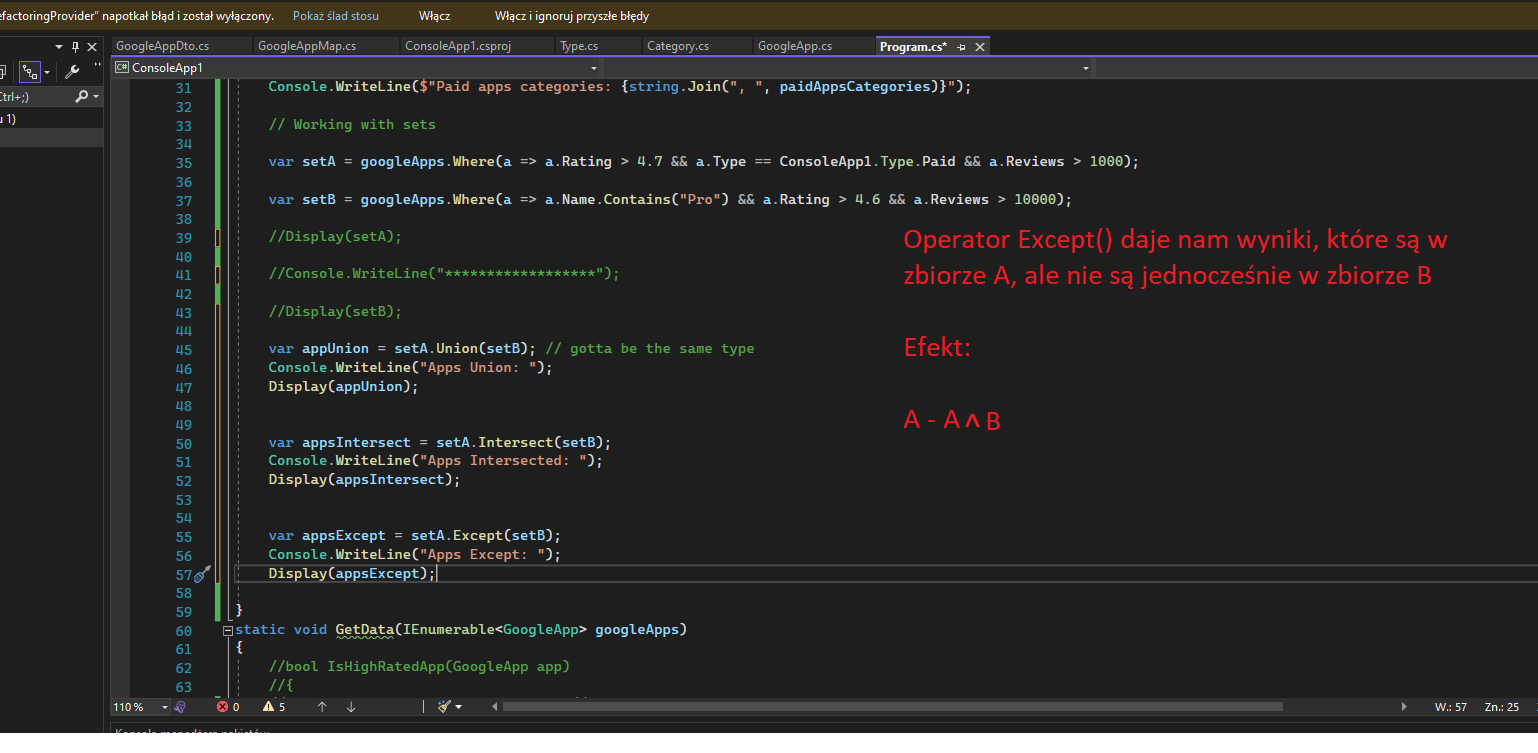 efactoringProvider” napotkał błąd i został wyłączony. Pokaż ślad stosu Włącz Włącz i ignoruj przyszłe błędy
GoogleAppDto.cs GoogleAppMap.cs ConsoleApp1.csproj Type.cs Category.cs GoogleApp.cs Program.cs*
C# ConsoleApp1
Ctrl+;)
u 1)
31 Console.WriteLine($"Paid apps categories: {string.Join(", ", paidAppsCategories)}");
32
33 // Working with sets
34
35 var setA = googleApps.Where(a => a.Rating > 4.7 && a.Type == ConsoleApp1.Type.Paid && a.Reviews > 1000);
36
37 var setB = googleApps.Where(a => a.Name.Contains("Pro") && a.Rating > 4.6 && a.Reviews > 10000);
38
39 //Display(setA);
40
41 //Console.WriteLine("******************");
42
43 //Display(setB);
44
45 var appUnion = setA.Union(setB); // gotta be the same type
46 Console.WriteLine("Apps Union: ");
47 Display(appUnion);
48
49
50 var appsIntersect = setA.Intersect(setB);
51 Console.WriteLine("Apps Intersected: ");
52 Display(appsIntersect);
53
54
55 var appsExcept = setA.Except(setB);
56 Console.WriteLine("Apps Except: ");
57 Display(appsExcept);
58
59 }
60 static void GetData(IEnumerable<GoogleApp> googleApps)
61 {
62 //bool IsHighRatedApp(GoogleApp app)
63 //{
Operator Except() daje nam wyniki, które są w
zbiorze A, ale nie są jednocześnie w zbiorze B
Efekt:
A - A ∧ B
110 % 0 5 W.: 57 Zn.: 25
Konsola menedżera pakietów